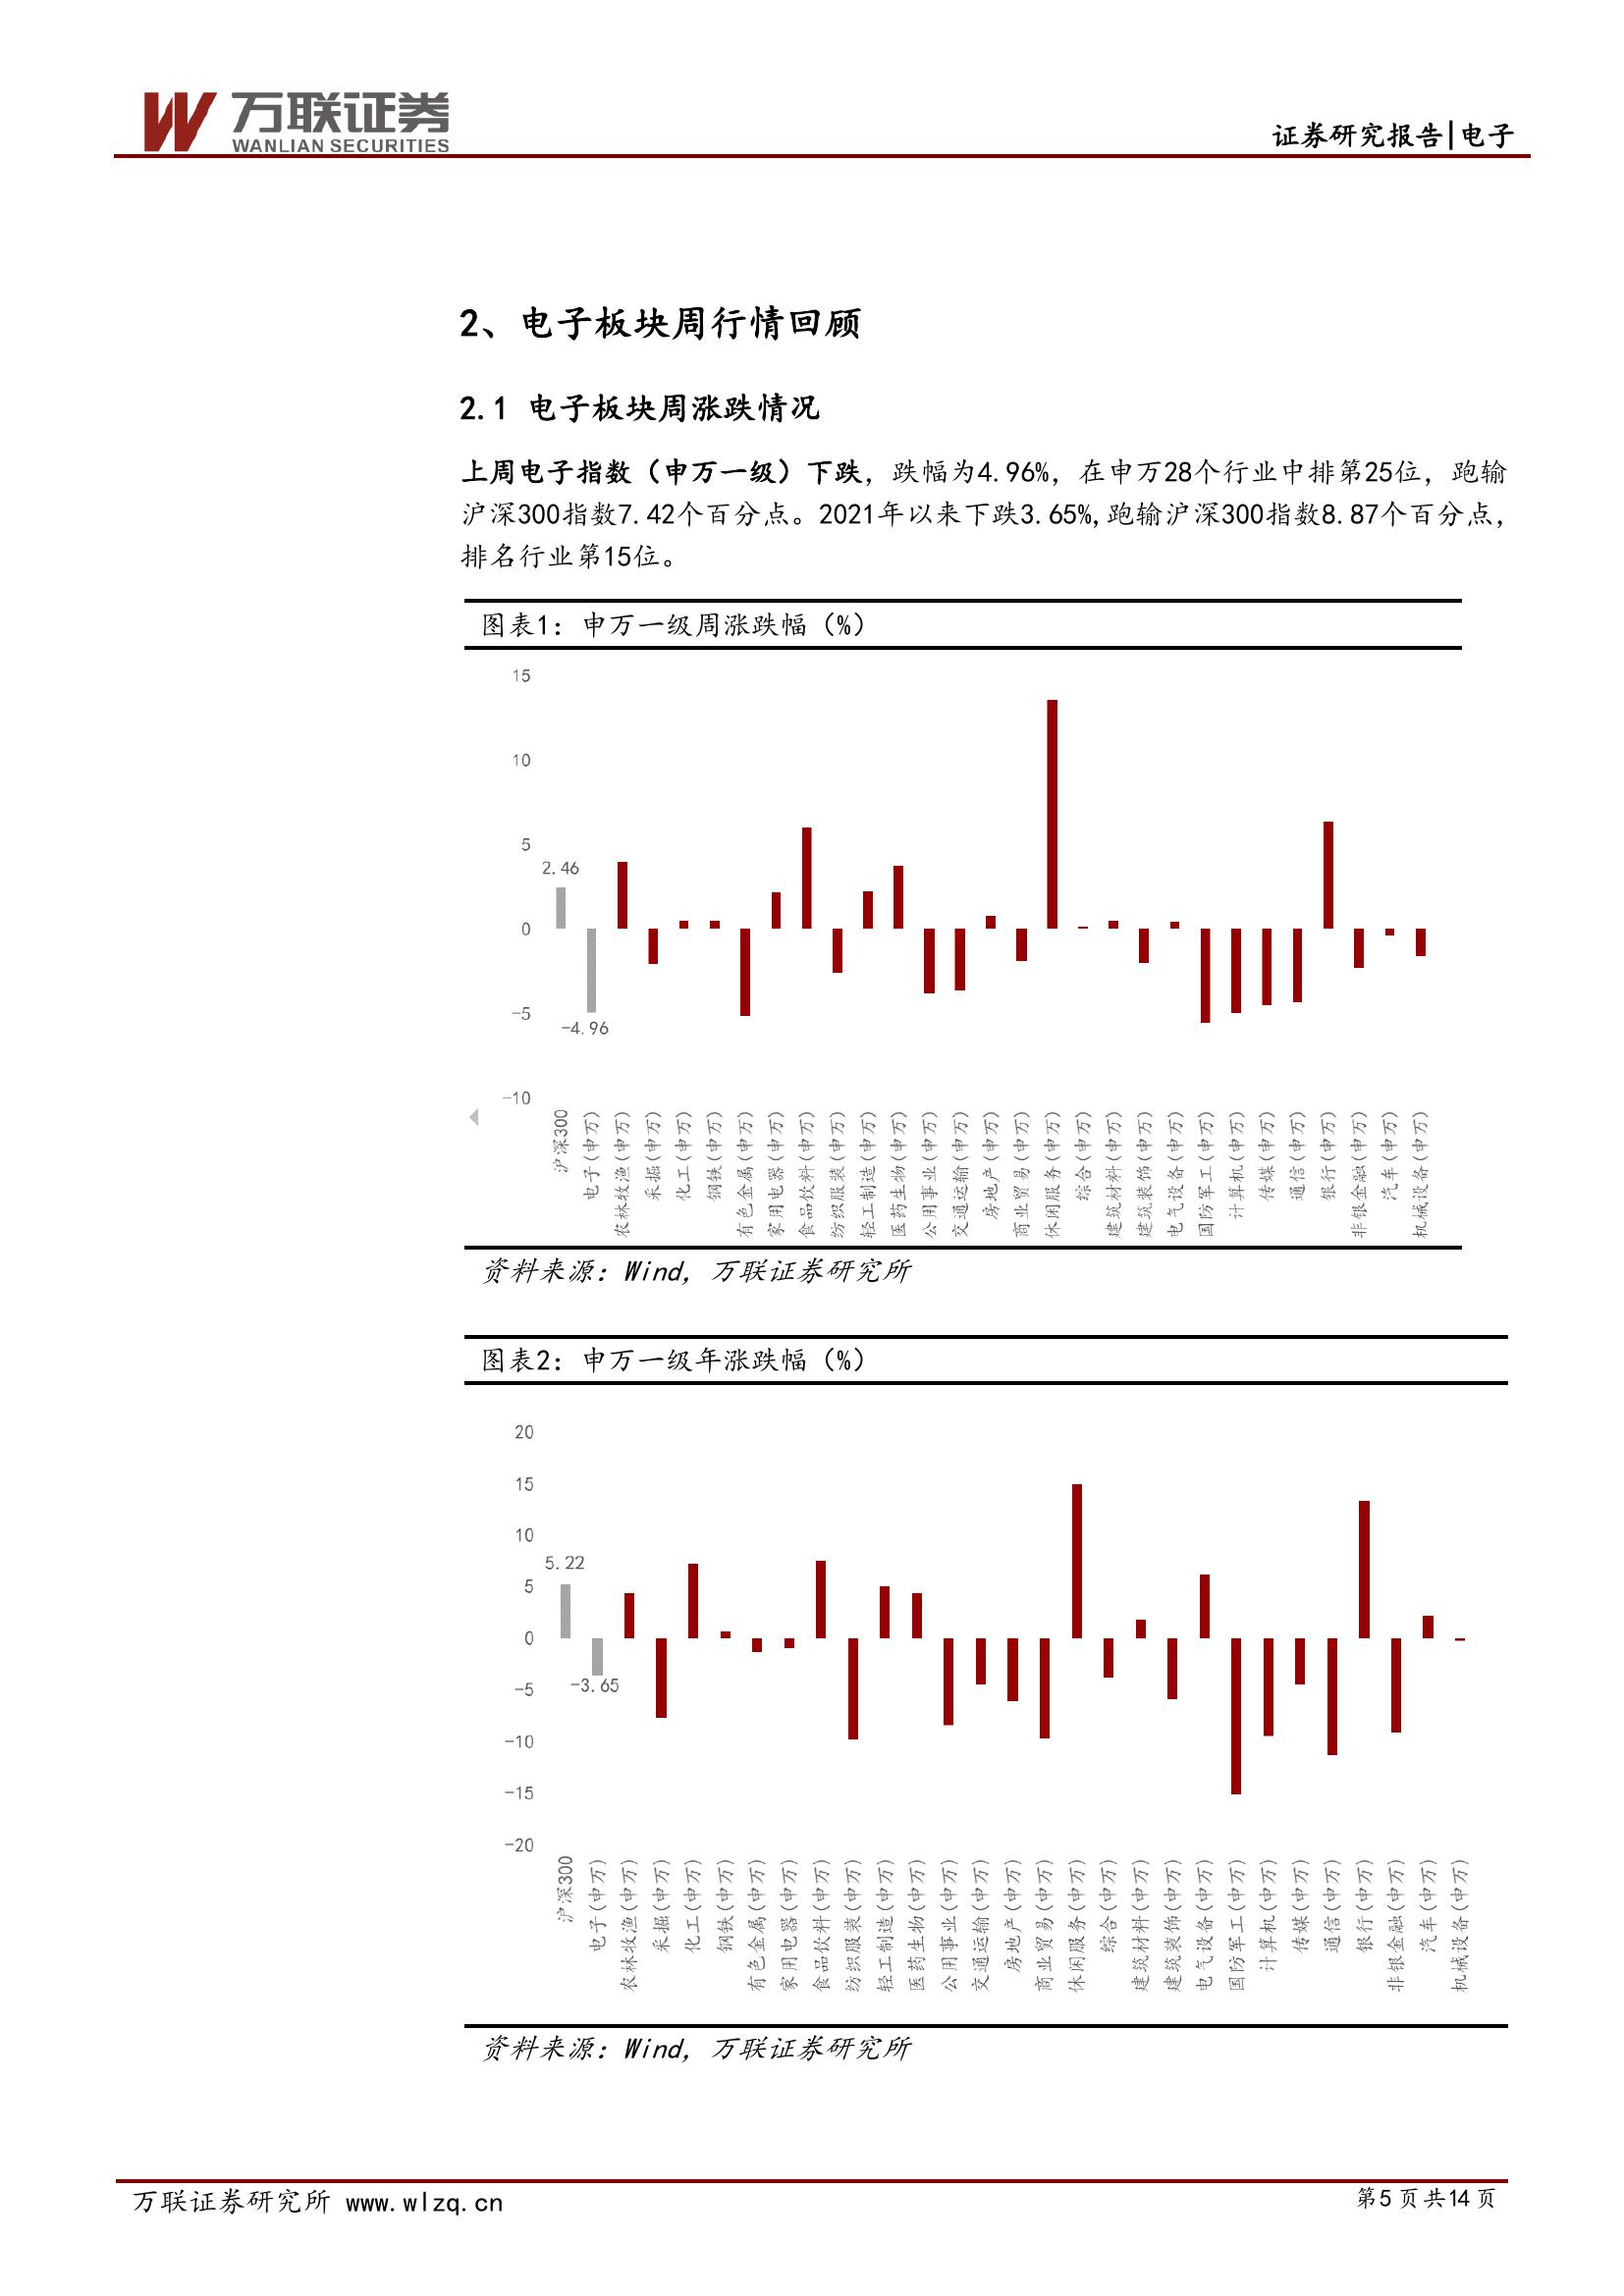 万联证券
WANLIAN SECURITIES
证券研究报告|电子
2、电子板块周行情回顾
2.1 电子板块周涨跌情况
上周电子指数（申万一级）下跌，跌幅为4.96%，在申万28个行业中排第25位，跑输
沪深300指数7.42个百分点。2021年以来下跌3.65%,跑输沪深300指数8.87个百分点，
排名行业第15位。
图表1：申万一级周涨跌幅（%）
15
10
5
0
-5
-10
2.46
-4.96
沪深300
电子(申万)
农林牧渔(申万)
采掘(申万)
化工(申万)
钢铁(申万)
有色金属(申万)
家用电器(申万)
食品饮料(申万)
纺织服装(申万)
轻工制造(申万)
医药生物(申万)
公用事业(申万)
交通运输(申万)
房地产(申万)
商业贸易(申万)
休闲服务(申万)
综合(申万)
建筑材料(申万)
建筑装饰(申万)
电气设备(申万)
国防军工(申万)
计算机(申万)
传媒(申万)
通信(申万)
银行(申万)
非银金融(申万)
汽车(申万)
机械设备(申万)
资料来源：Wind，万联证券研究所
图表2：申万一级年涨跌幅（%）
20
15
10
5
0
-5
-10
-15
-20
5.22
-3.65
沪深300
电子(申万)
农林牧渔(申万)
采掘(申万)
化工(申万)
钢铁(申万)
有色金属(申万)
家用电器(申万)
食品饮料(申万)
纺织服装(申万)
轻工制造(申万)
医药生物(申万)
公用事业(申万)
交通运输(申万)
房地产(申万)
商业贸易(申万)
休闲服务(申万)
综合(申万)
建筑材料(申万)
建筑装饰(申万)
电气设备(申万)
国防军工(申万)
计算机(申万)
传媒(申万)
通信(申万)
银行(申万)
非银金融(申万)
汽车(申万)
机械设备(申万)
资料来源：Wind，万联证券研究所
万联证券研究所 www.wlzq.cn
第5页共14页